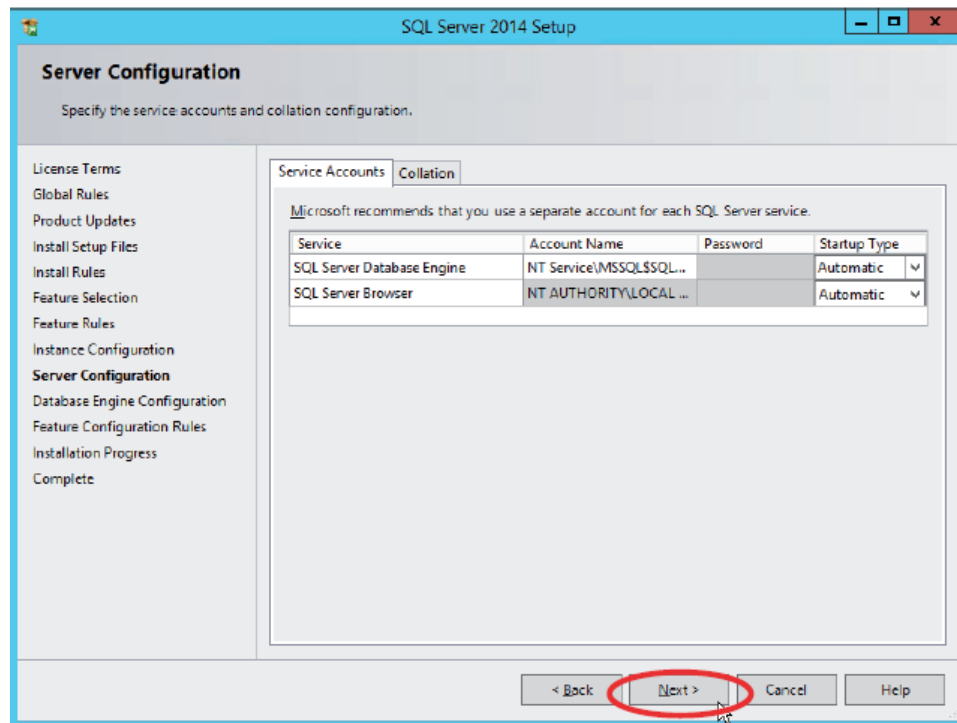 SQL Server 2014 Setup
Server Configuration
Specify the service accounts and collation configuration.
License Terms
Global Rules
Product Updates
Install Setup Files
Install Rules
Feature Selection
Feature Rules
Instance Configuration
Server Configuration
Database Engine Configuration
Feature Configuration Rules
Installation Progress
Complete
Service Accounts Collation
Microsoft recommends that you use a separate account for each SQL Server service.
Service Account Name Password Startup Type
SQL Server Database Engine NT Service\MSSQL$SQL... Automatic
SQL Server Browser NT AUTHORITY\LOCAL ... Automatic
< Back Next > Cancel Help